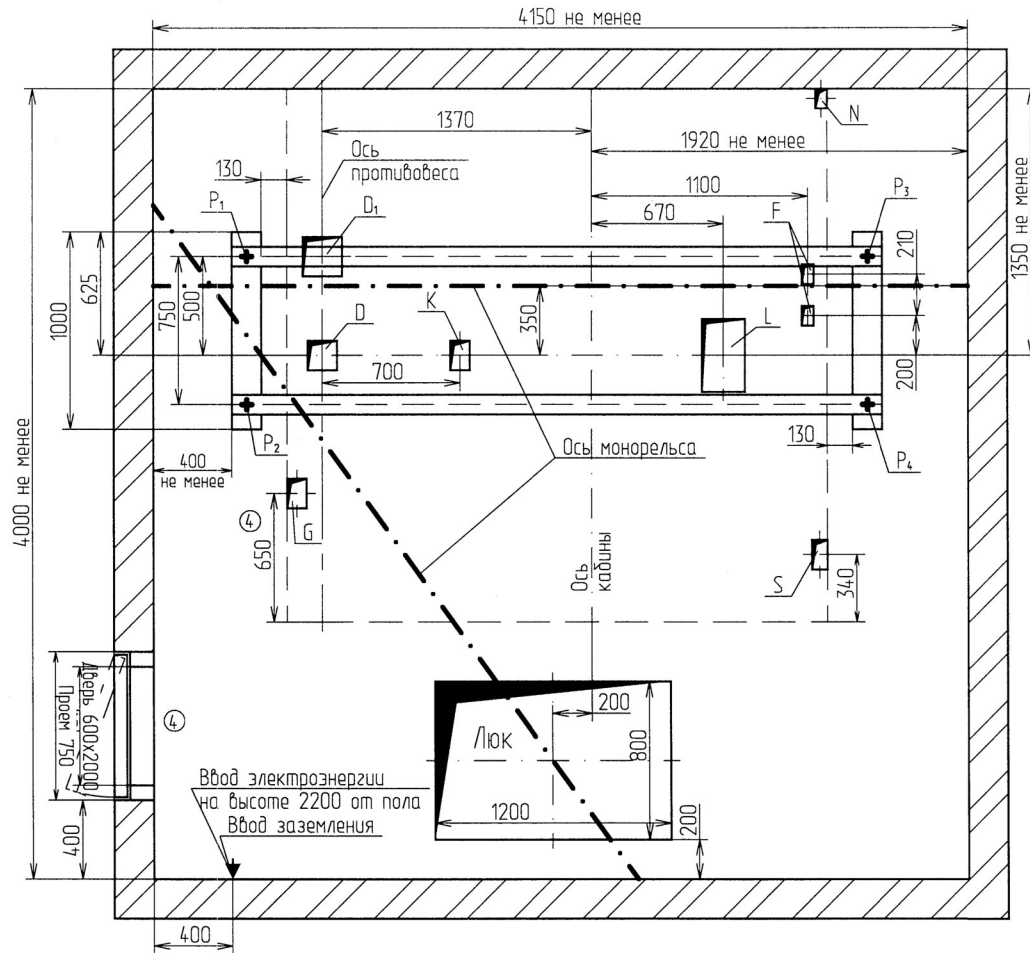 4150 не менее
1370
N
1920 не менее
Ось
противовеса
130
1100
P₁
D₁
670
F
P₃
210
1350 не менее
625
1000
750
500
350
D
K
L
700
200
4000 не менее
P₂
Оси монорельса
130
P₄
400
не менее
4
G
650
Ось
кабины
S
340
Дверь 600х2000
Проем 750
4
200
Люк
800
Ввод электроэнергии
на высоте 2200 от пола
Ввод заземления
1200
200
400
400